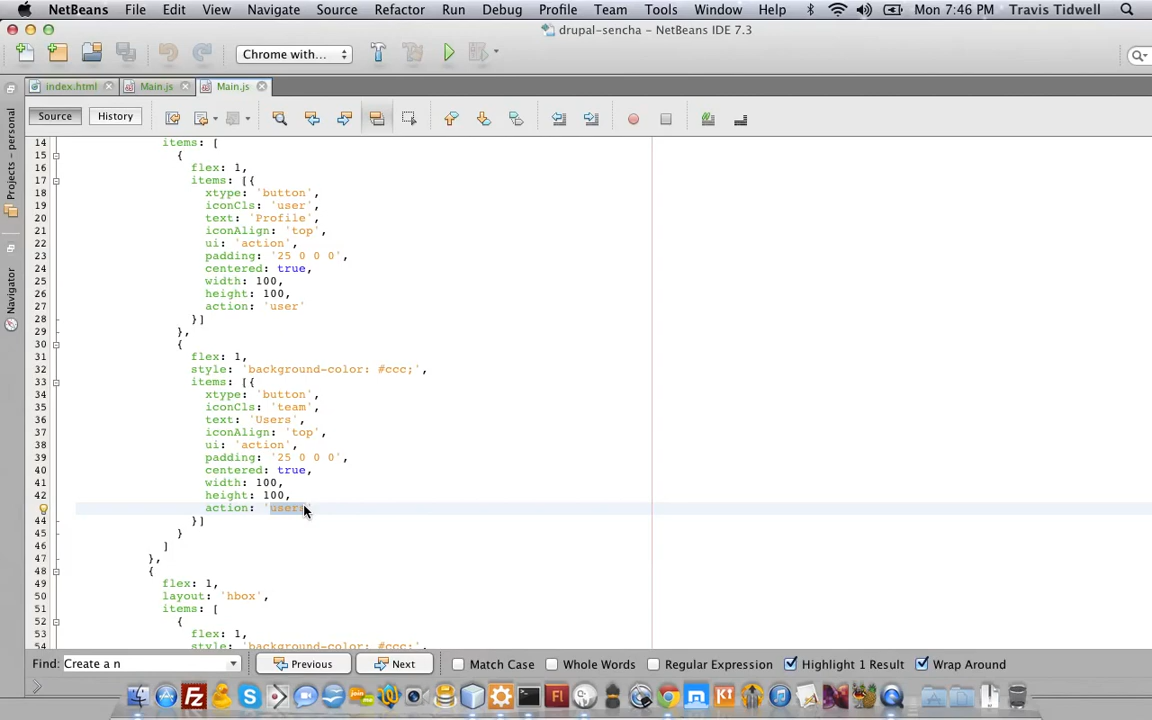 NetBeans File Edit View Navigate Source Refactor Run Debug Profile Team Tools Window Help Mon 7:46 PM Travis Tidwell
drupal-sencha – NetBeans IDE 7.3
Chrome with...
index.html Main.js Main.js
Source History
Projects - personal
Navigator
14 items: [
15 {
16 flex: 1,
17 items: [{
18 xtype: 'button',
19 iconCls: 'user',
20 text: 'Profile',
21 iconAlign: 'top',
22 ui: 'action',
23 padding: '25 0 0 0',
24 centered: true,
25 width: 100,
26 height: 100,
27 action: 'user'
28 }]
29 },
30 {
31 flex: 1,
32 style: 'background-color: #ccc;',
33 items: [{
34 xtype: 'button',
35 iconCls: 'team',
36 text: 'Users',
37 iconAlign: 'top',
38 ui: 'action',
39 padding: '25 0 0 0',
40 centered: true,
41 width: 100,
42 height: 100,
action: 'users'
44 }]
45 }
46 ]
47 },
48 {
49 flex: 1,
50 layout: 'hbox',
51 items: [
52 {
53 flex: 1,
54 style: 'background-color: #ccc;',
Find: Create a n Previous Next Match Case Whole Words Regular Expression Highlight 1 Result Wrap Around